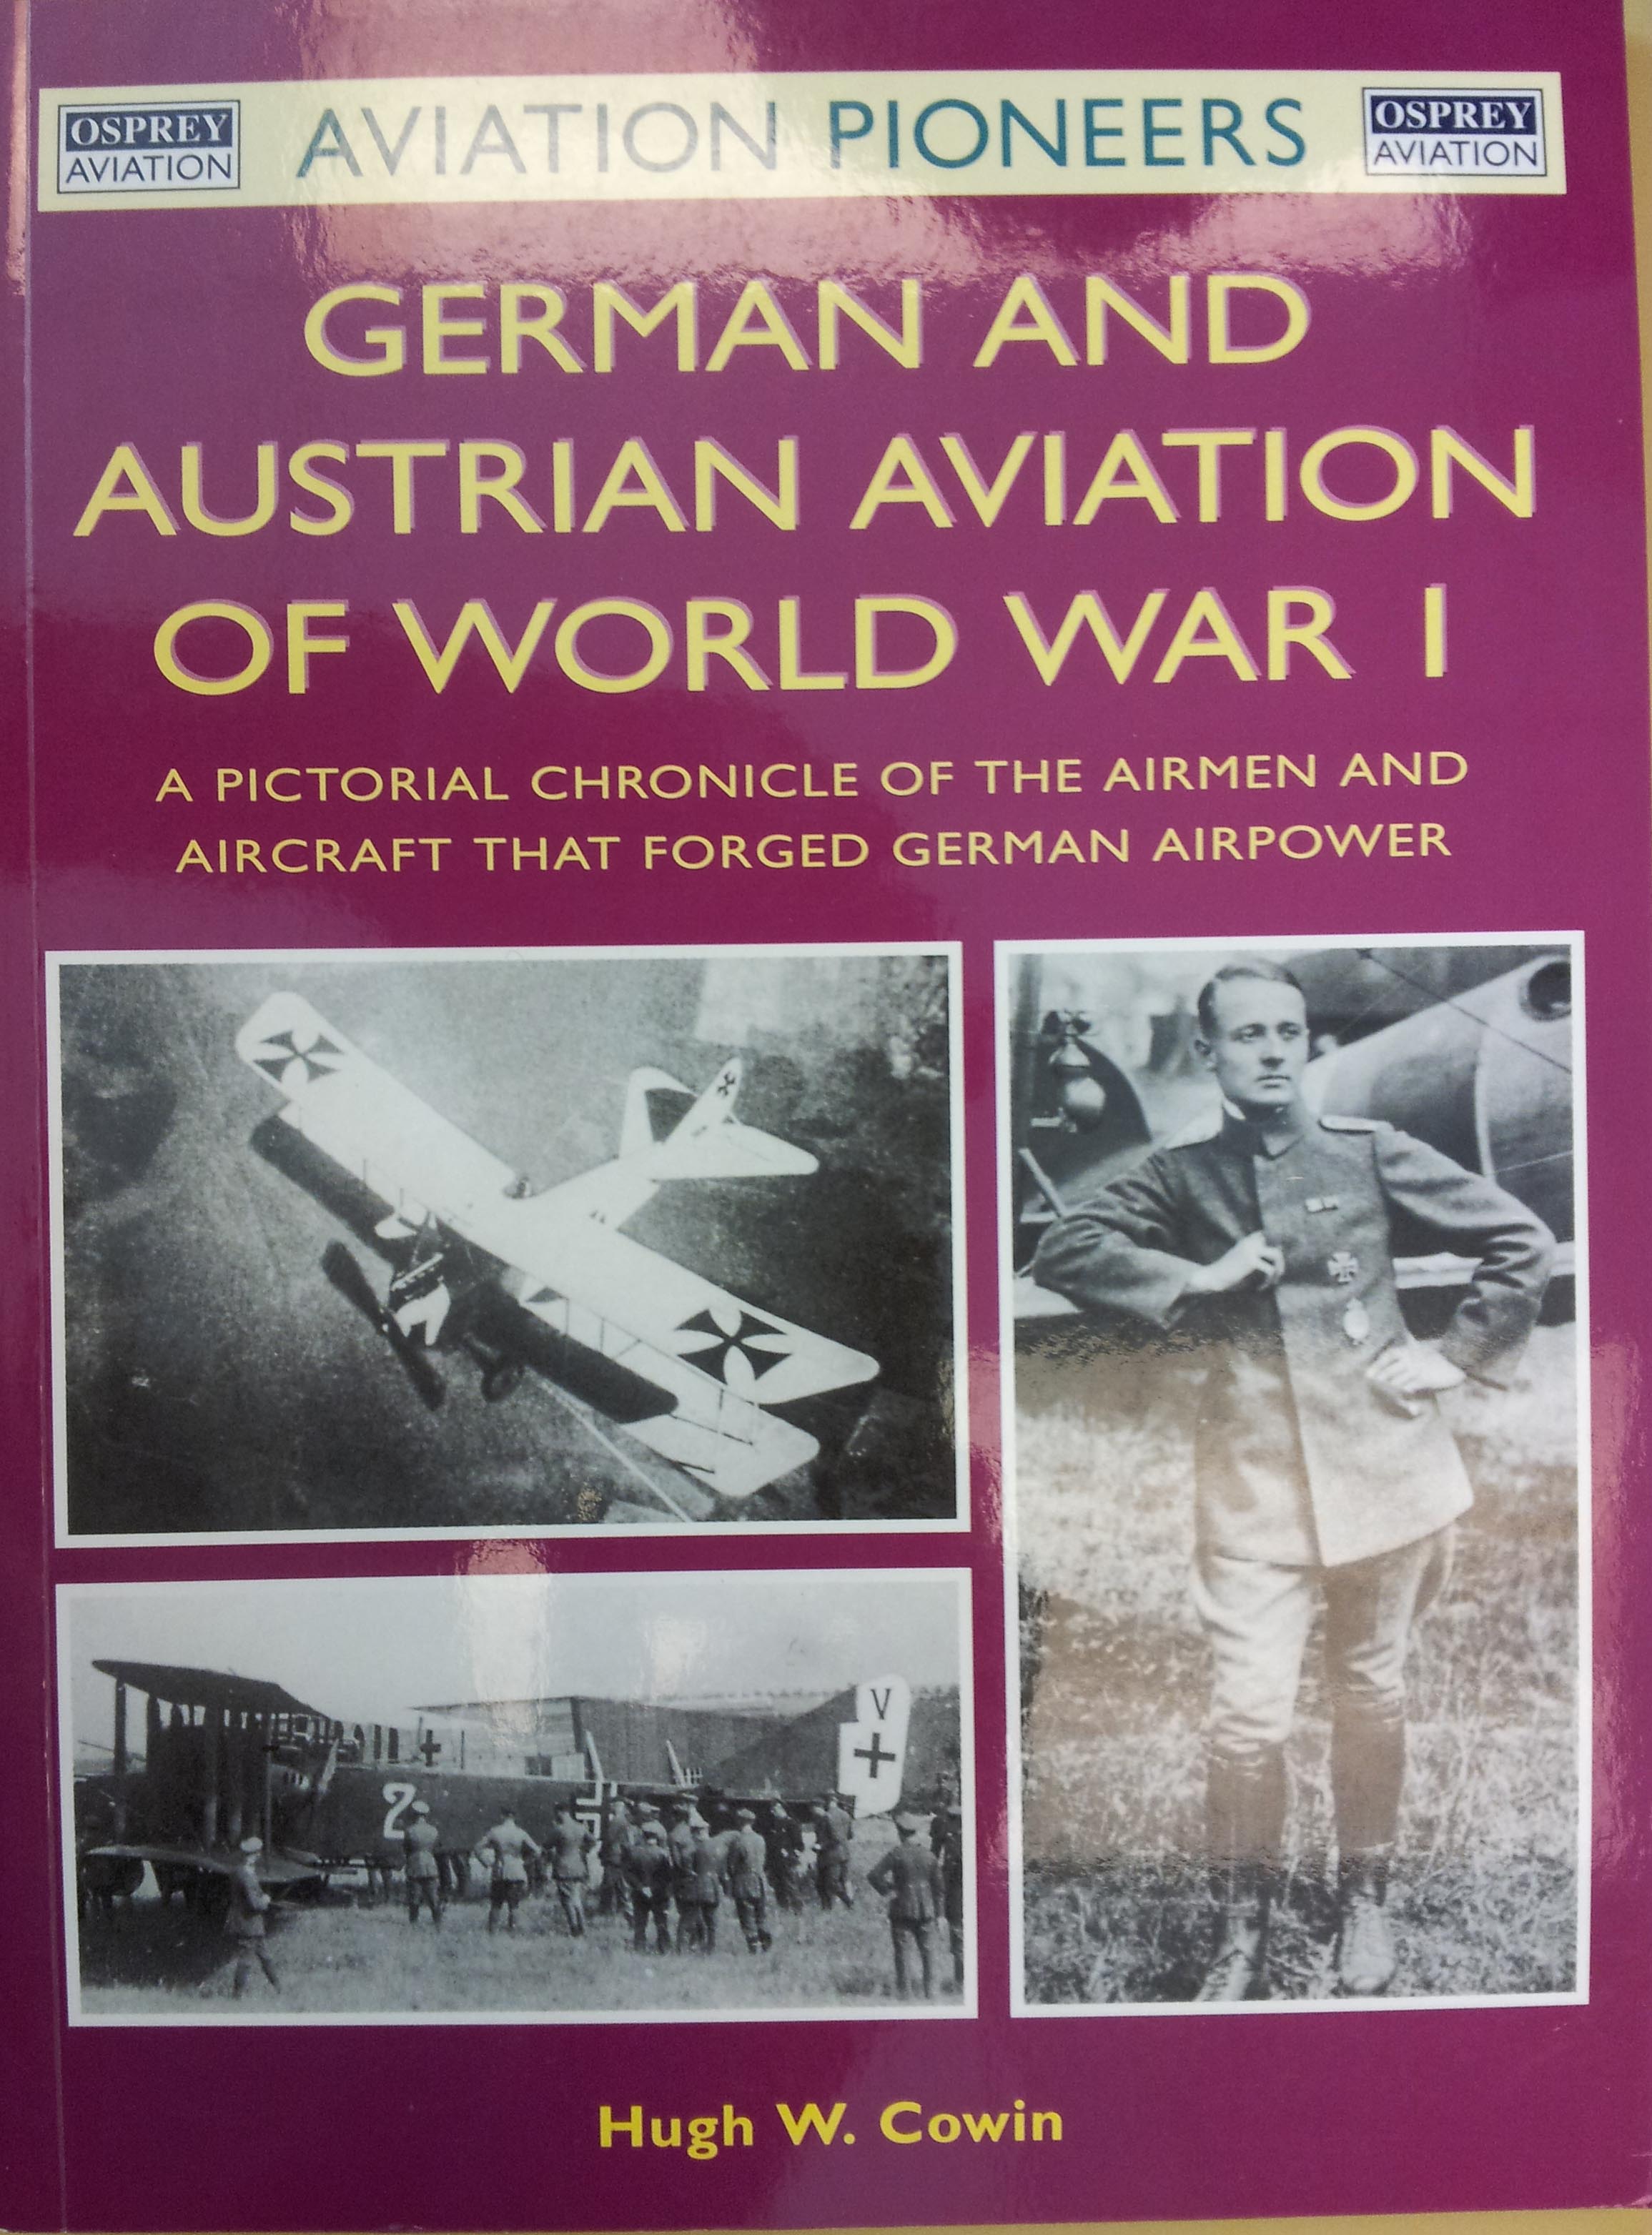 OSPREY
AVIATION
AVIATION PIONEERS
OSPREY
AVIATION
GERMAN AND
AUSTRIAN AVIATION
OF WORLD WAR I
A PICTORIAL CHRONICLE OF THE AIRMEN AND
AIRCRAFT THAT FORGED GERMAN AIRPOWER
V
2
Hugh W. Cowin